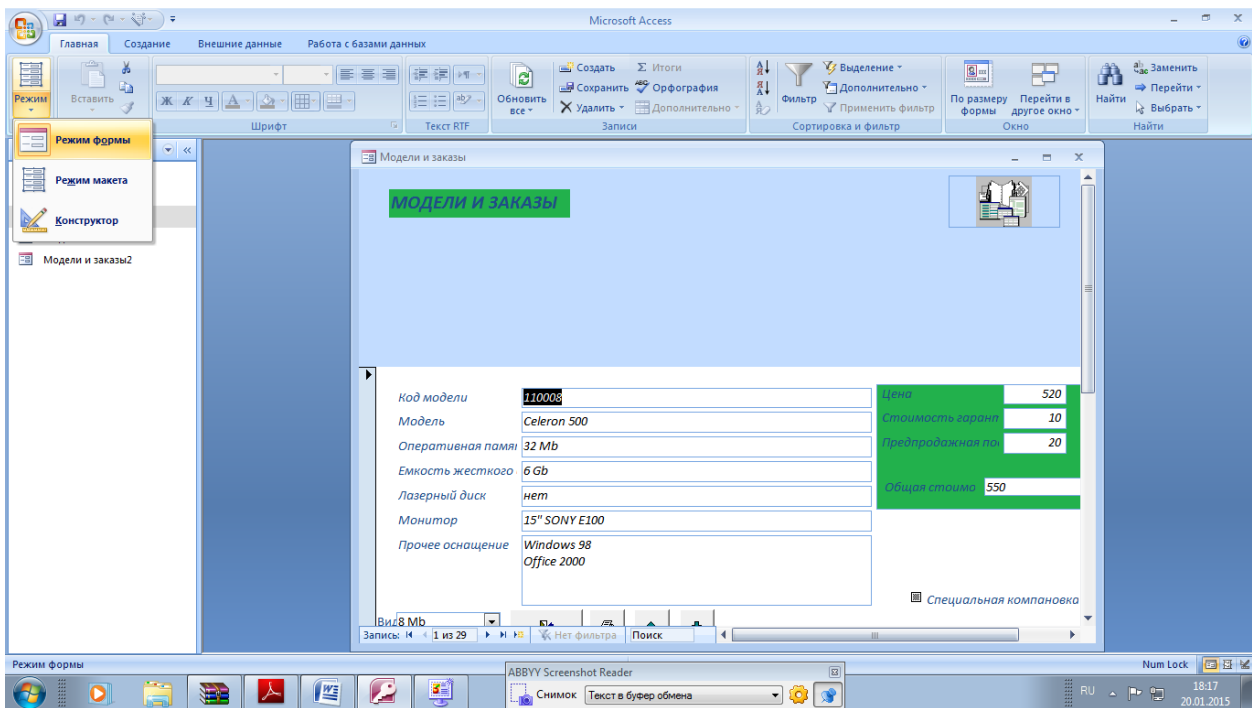 Microsoft Access
Главная Создание Внешние данные Работа с базами данных
Режим
Вставить
Ж К Ч
Шрифт
Текст RTF
Обновить все
Создать
Сохранить
Удалить
Итоги
Орфография
Дополнительно
Записи
Фильтр
Выделение
Дополнительно
Применить фильтр
Сортировка и фильтр
По размеру формы
Перейти в другое окно
Окно
Найти
Заменить
Перейти
Выбрать
Найти
Режим формы
Режим макета
Конструктор
Модели и заказы2
Модели и заказы
МОДЕЛИ И ЗАКАЗЫ
Код модели 110008
Модель Celeron 500
Оперативная памя 32 Mb
Емкость жесткого 6 Gb
Лазерный диск нет
Монитор 15" SONY E100
Прочее оснащение Windows 98
Office 2000
Цена 520
Стоимость гарант 10
Предпродажная по 20
Общая стоимо 550
Специальная компановка
Вид 8 Mb
Запись: 1 из 29 Нет фильтра Поиск
Режим формы
Num Lock
ABBYY Screenshot Reader
Снимок Текст в буфер обмена
RU
18:17
20.01.2015